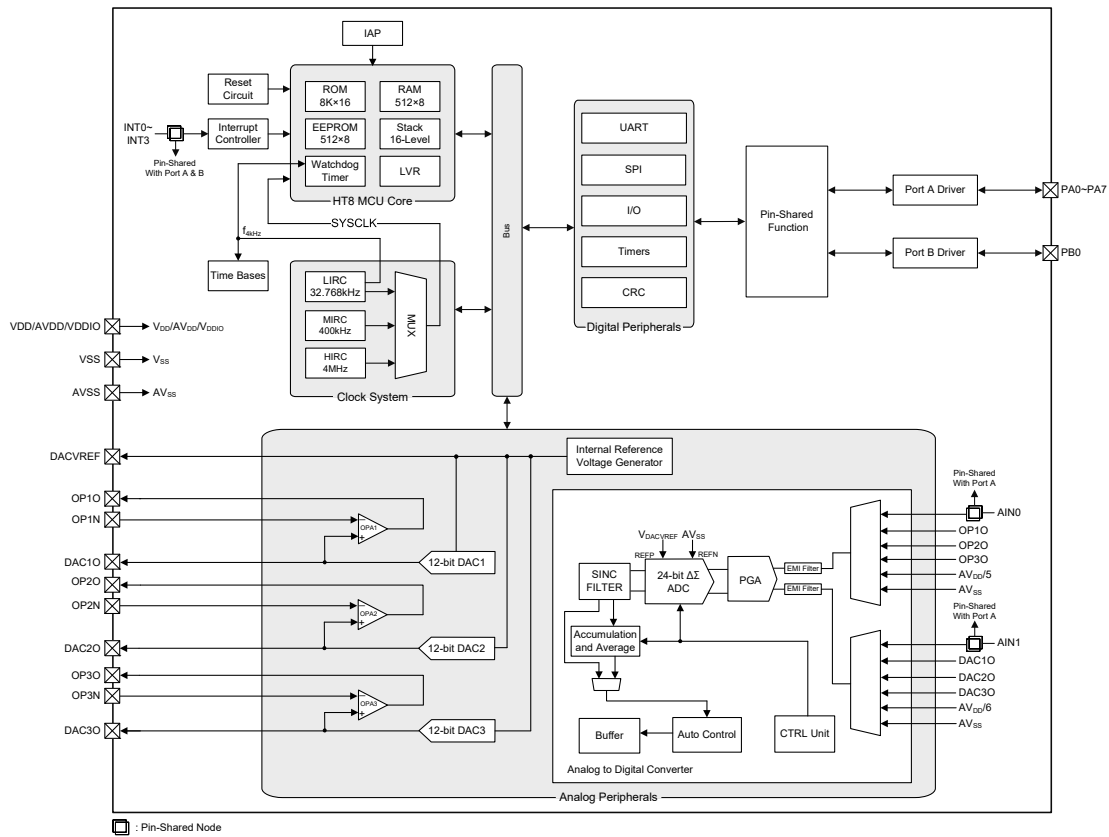 IAP
Reset
Circuit
ROM
8K×16
RAM
512×8
INT0~
INT3
Interrupt
Controller
EEPROM
512×8
Stack
16-Level
Pin-Shared
With Port A & B
Watchdog
Timer
LVR
HT8 MCU Core
SYSCLK
f4kHz
Time Bases
LIRC
32.768kHz
MIRC
400kHz
HIRC
4MHz
MUX
Clock System
Bus
UART
SPI
I/O
Timers
CRC
Digital Peripherals
Pin-Shared
Function
Port A Driver
PA0~PA7
Port B Driver
PB0
VDD/AVDD/VDDIO
VDD/AVDD/VDDIO
VSS
VSS
AVSS
AVSS
DACVREF
Internal Reference
Voltage Generator
OP1O
OP1N
OPA1
DAC1O
12-bit DAC1
OP2O
OP2N
OPA2
DAC2O
12-bit DAC2
OP3O
OP3N
OPA3
DAC3O
12-bit DAC3
VDACVREF
AVSS
REFP
REFN
SINC
FILTER
24-bit ΔΣ
ADC
PGA
EMI Filter
EMI Filter
Accumulation
and Average
Buffer
Auto Control
CTRL Unit
Analog to Digital Converter
Analog Peripherals
Pin-Shared
With Port A
AIN0
OP1O
OP2O
OP3O
AVDD/5
AVSS
Pin-Shared
With Port A
AIN1
DAC1O
DAC2O
DAC3O
AVDD/6
AVSS
: Pin-Shared Node